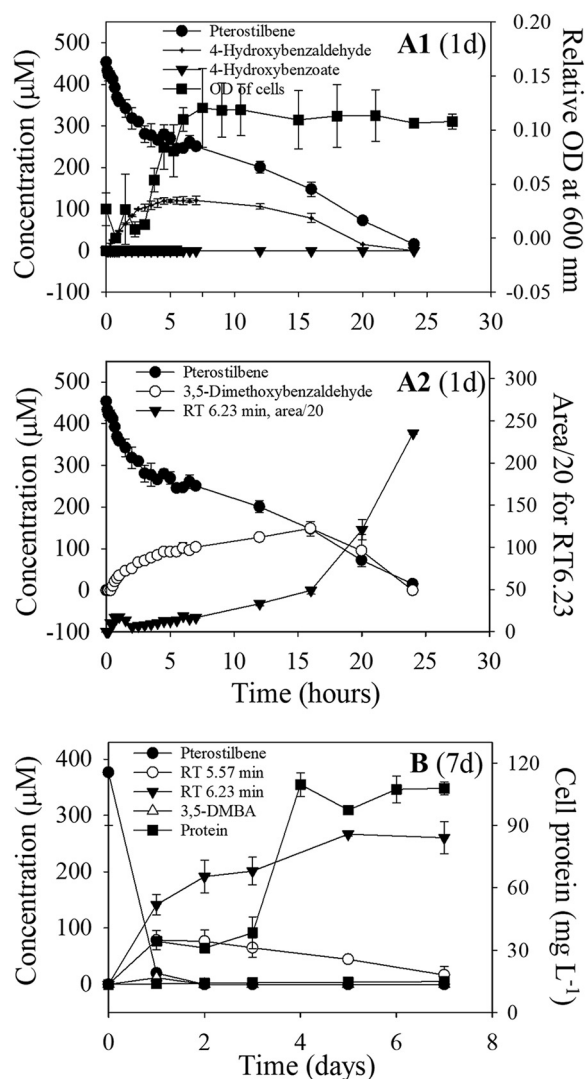 A1 (1d)
Pterostilbene
4-Hydroxybenzaldehyde
4-Hydroxybenzoate
OD of cells
Concentration (µM)
500
400
300
200
100
0
-100
Relative OD at 600 nm
0.20
0.15
0.10
0.05
0.00
-0.05
0 5 10 15 20 25 30
A2 (1d)
Pterostilbene
3,5-Dimethoxybenzaldehyde
RT 6.23 min, area/20
Concentration (µM)
500
400
300
200
100
0
-100
Area/20 for RT6.23
300
250
200
150
100
50
0
0 5 10 15 20 25 30
Time (hours)
B (7d)
Pterostilbene
RT 5.57 min
RT 6.23 min
3,5-DMBA
Protein
Concentration (µM)
400
300
200
100
0
Cell protein (mg L-1)
120
90
60
30
0
0 2 4 6 8
Time (days)